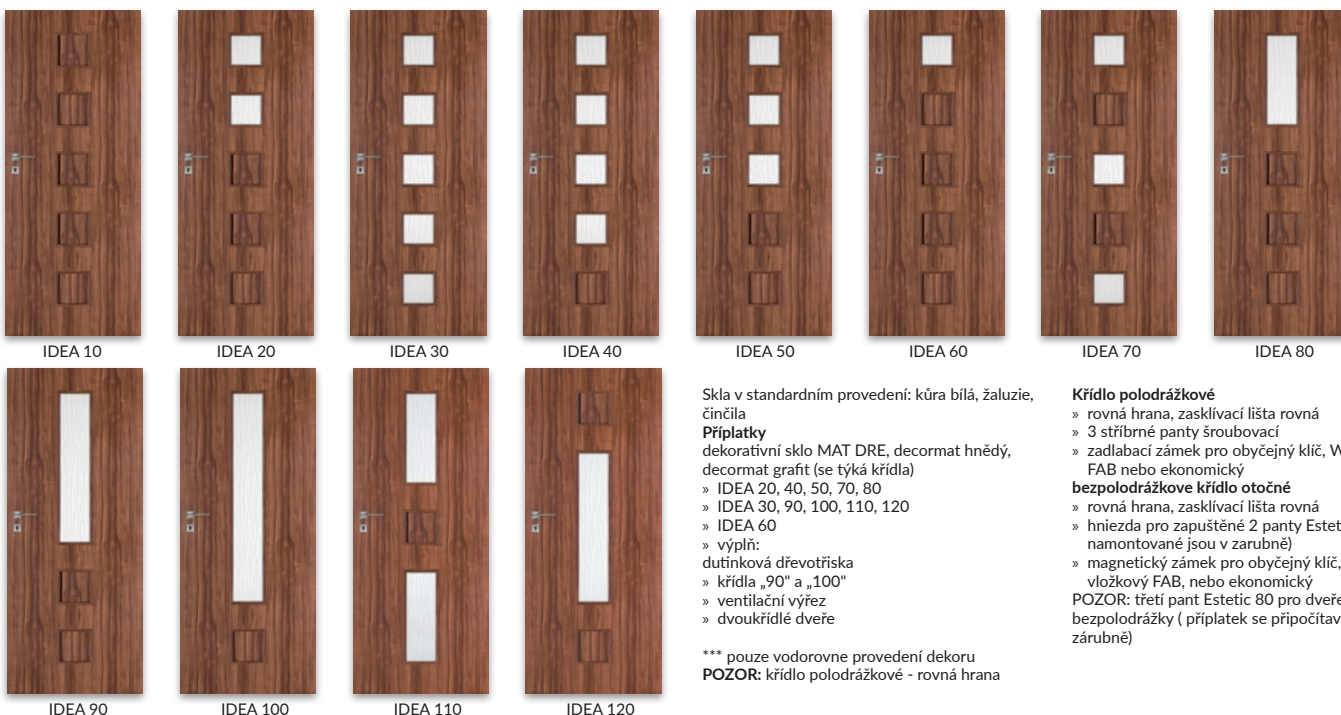 IDEA 10
IDEA 20
IDEA 30
IDEA 40
IDEA 50
IDEA 60
IDEA 70
IDEA 80
IDEA 90
IDEA 100
IDEA 110
IDEA 120
Skla v standardním provedení: kůra bílá, žaluzie,
činčila
Příplatky
dekorativní sklo MAT DRE, decormat hnědý,
decormat grafit (se týká křídla)
» IDEA 20, 40, 50, 70, 80
» IDEA 30, 90, 100, 110, 120
» IDEA 60
» výplň:
dutinková dřevotřiska
» křídla „90" a „100"
» ventilační výřez
» dvoukřídlé dveře
*** pouze vodorovne provedení dekoru
POZOR: křídlo polodrážkové - rovná hrana
Křídlo polodrážkové
» rovná hrana, zasklívací lišta rovná
» 3 stříbrné panty šroubovací
» zadlabací zámek pro obyčejný klíč,
FAB nebo ekonomický
bezpolodrážkove křídlo otočné
» rovná hrana, zasklívací lišta rovná
» hniezda pro zapuštěné 2 panty
namontované jsou v zarubně)
» magnetický zámek pro obyčejný klíč,
vložkový FAB, nebo ekonomický
POZOR: třetí pant Estetic 80 pro dveře
bezpolodrážky ( příplatek se
zárubně)